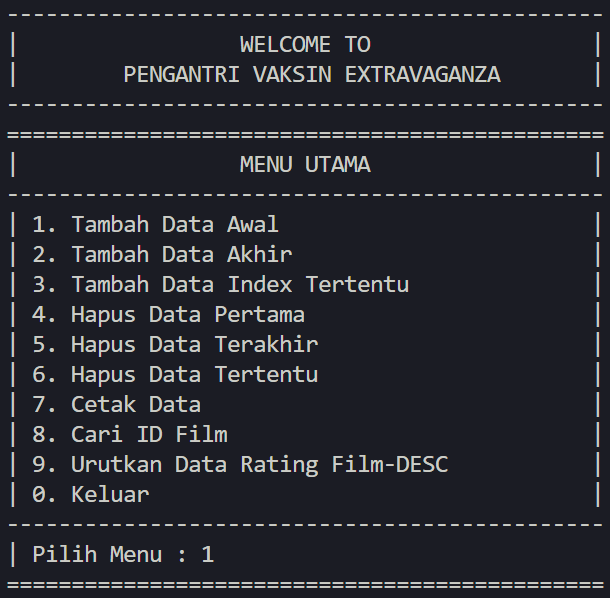 ----------------------------------------------
|                 WELCOME TO                 |
|        PENGANTRI VAKSIN EXTRAVAGANZA       |
----------------------------------------------
==============================================
|                 MENU UTAMA                 |
----------------------------------------------
| 1. Tambah Data Awal                        |
| 2. Tambah Data Akhir                       |
| 3. Tambah Data Index Tertentu              |
| 4. Hapus Data Pertama                      |
| 5. Hapus Data Terakhir                     |
| 6. Hapus Data Tertentu                     |
| 7. Cetak Data                              |
| 8. Cari ID Film                            |
| 9. Urutkan Data Rating Film-DESC           |
| 0. Keluar                                  |
----------------------------------------------
| Pilih Menu : 1
==============================================